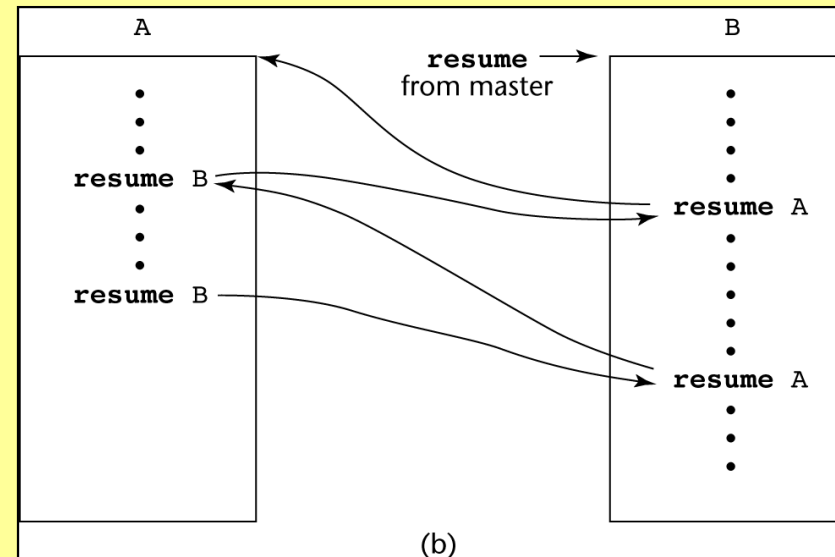 A
B
resume
from master
resume B
resume A
resume B
resume A
(b)